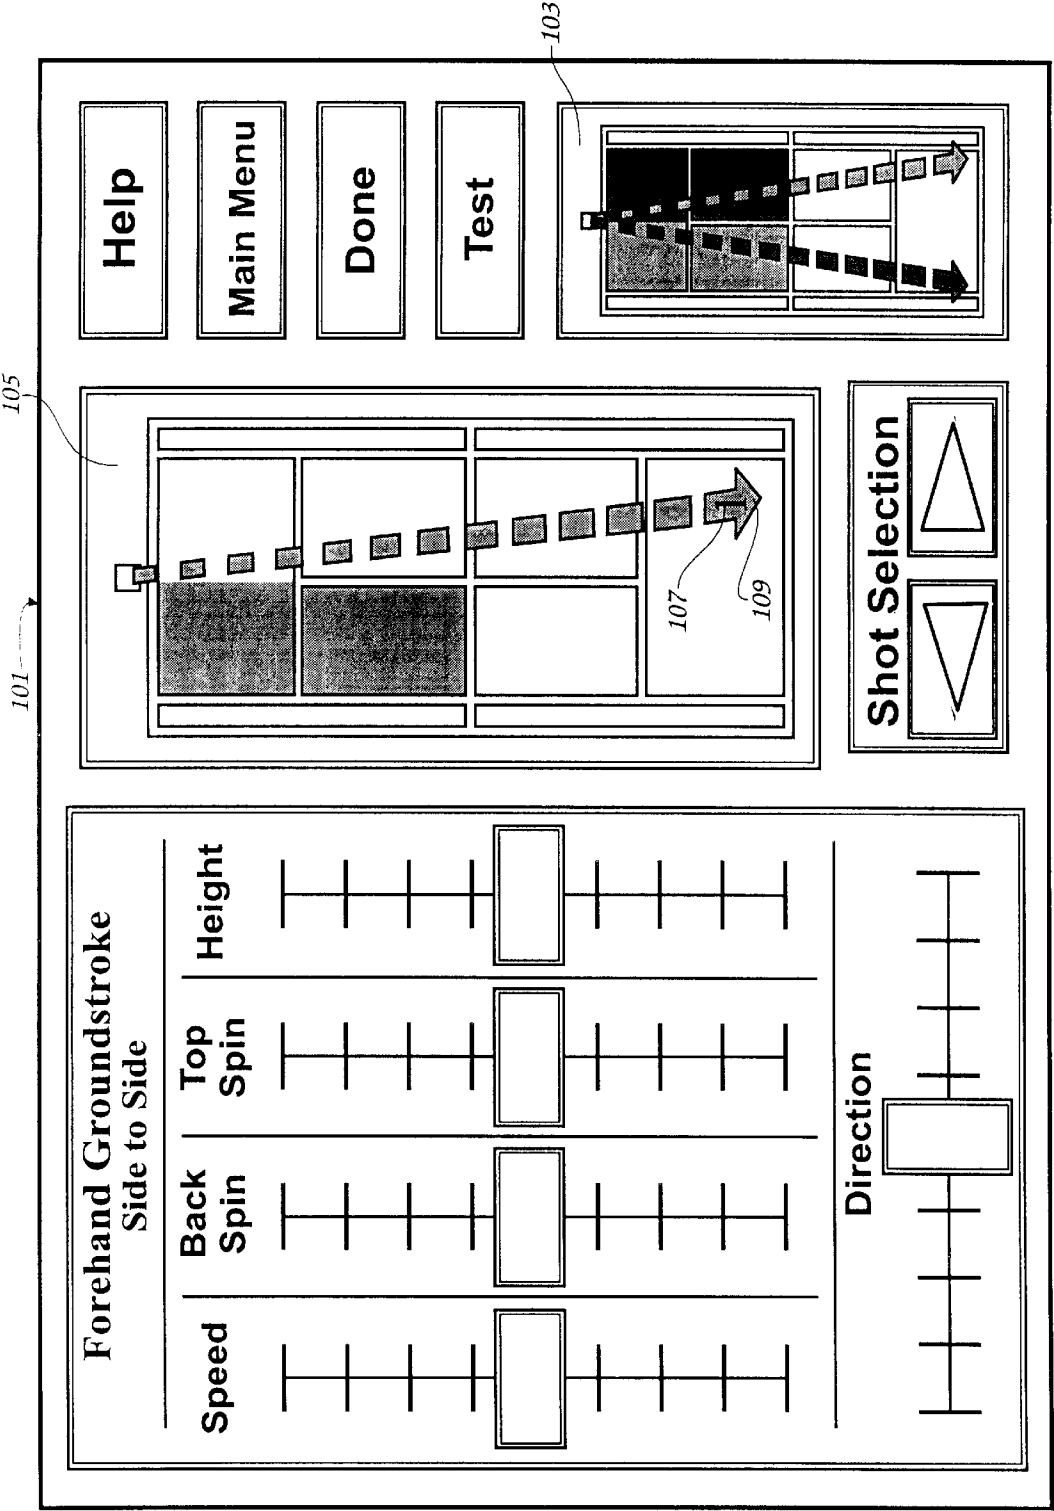 101
Forehand Groundstroke
Side to Side
Speed
Back
Spin
Top
Spin
Height
Direction
105
107
1
109
Shot Selection
Help
Main Menu
Done
Test
103